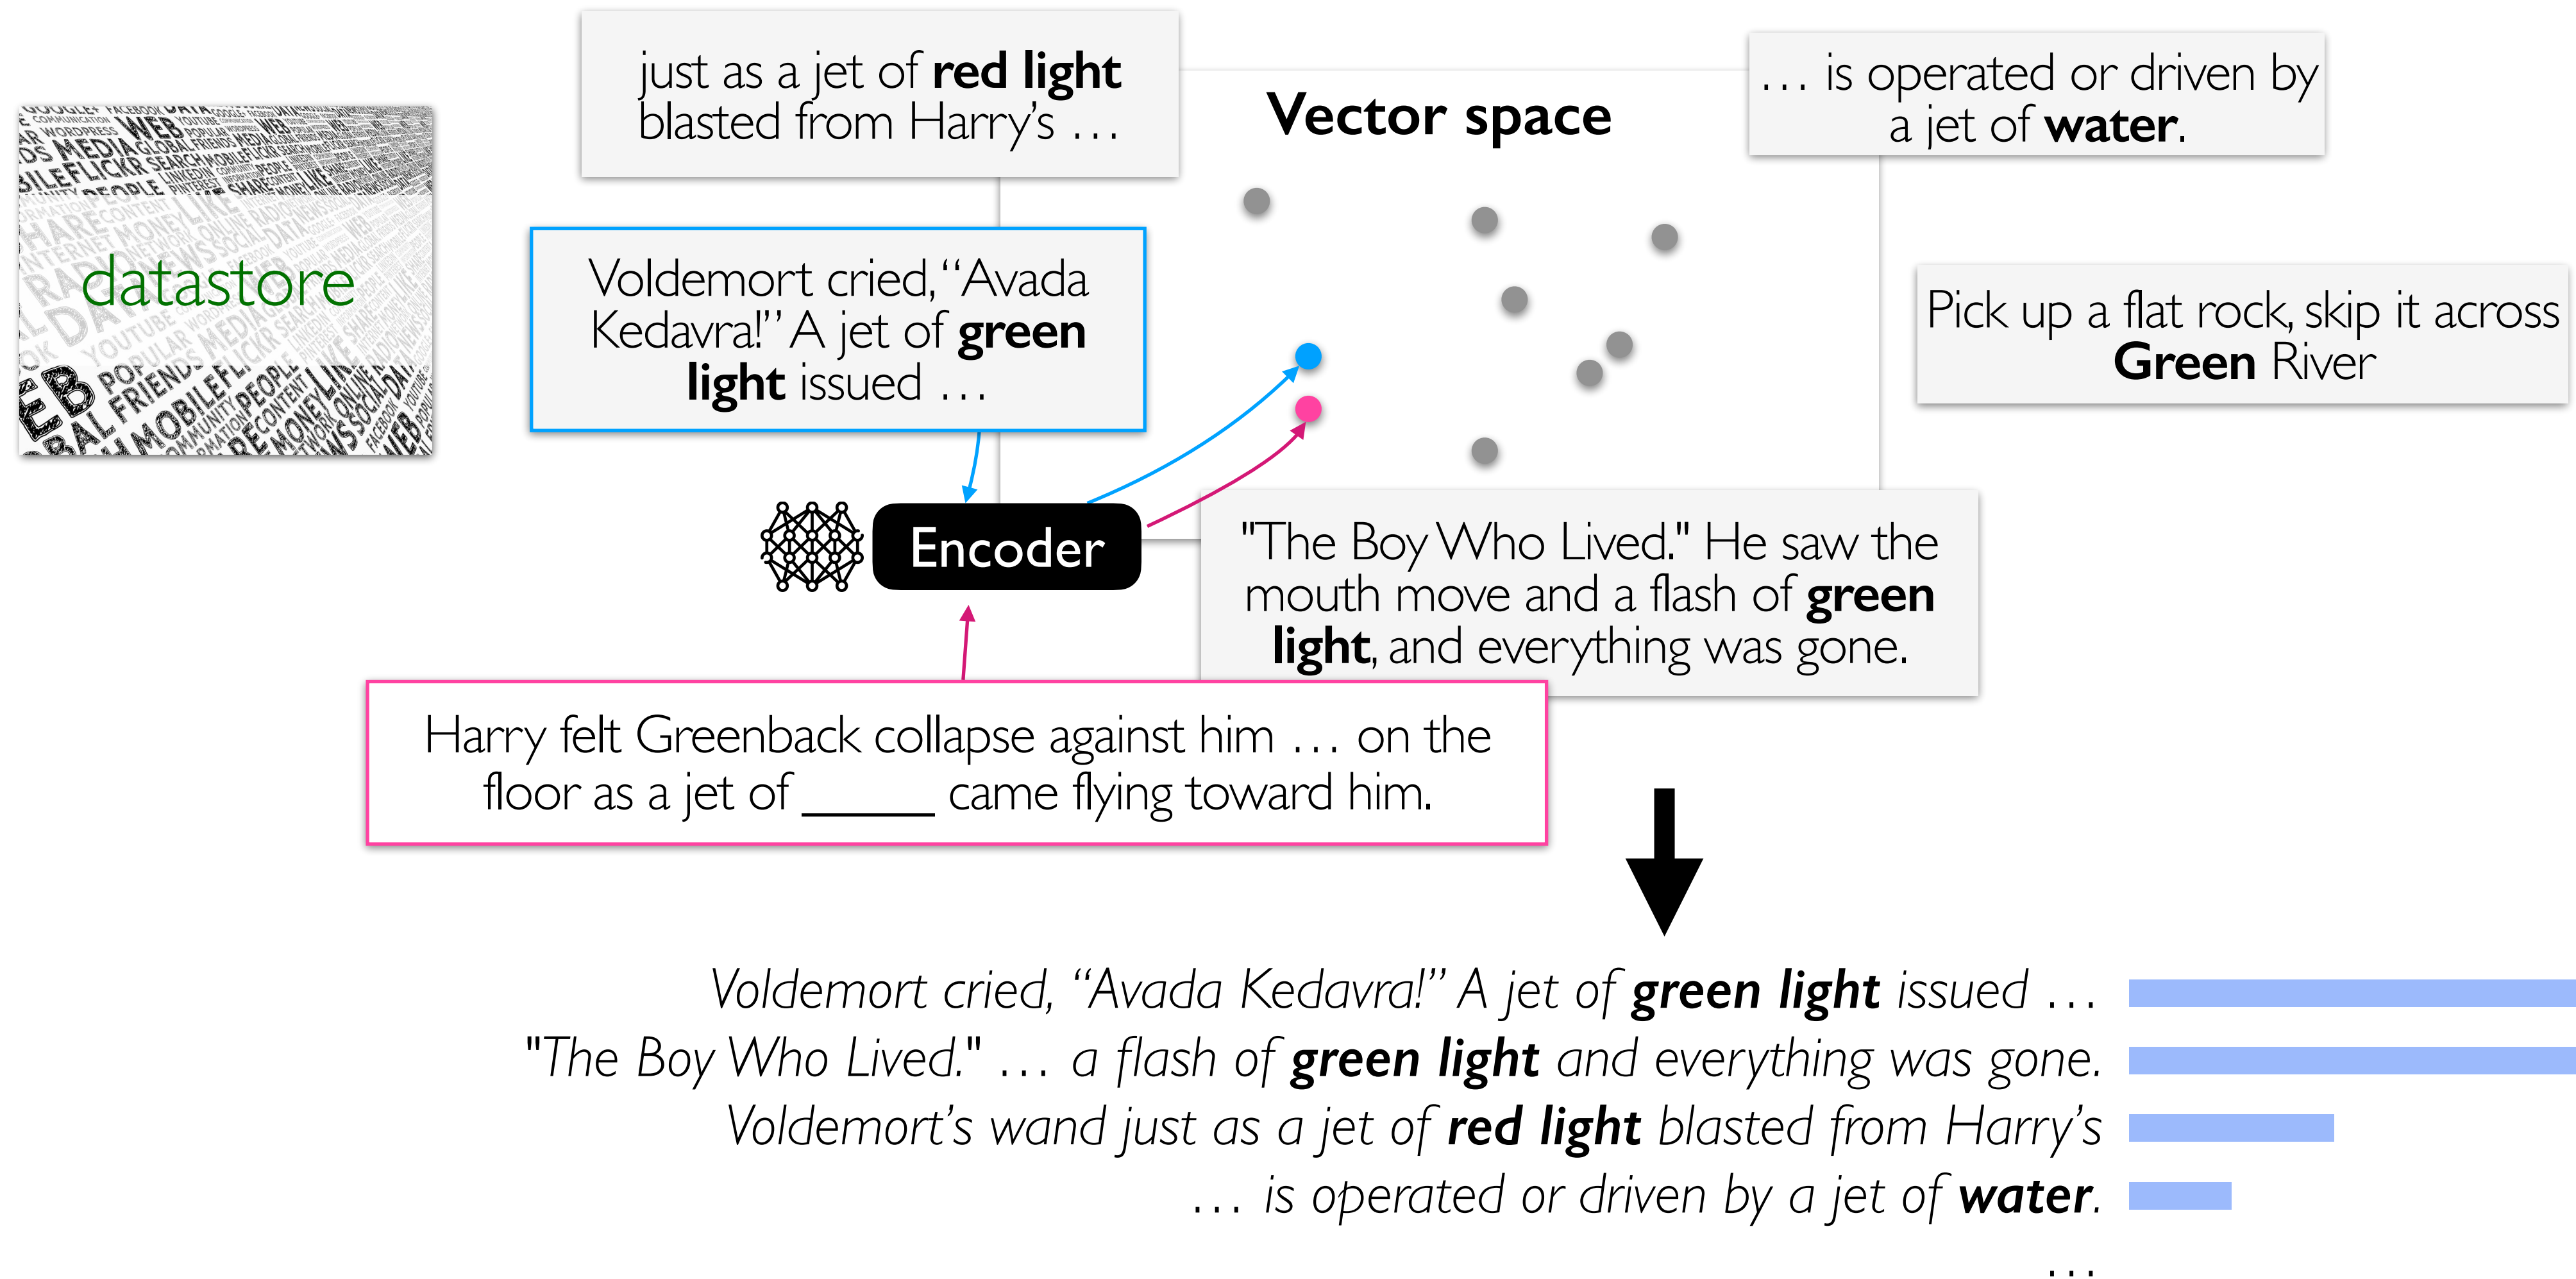 just as a jet of red light
blasted from Harry's …
Vector space
… is operated or driven by
a jet of water.
datastore
Voldemort cried, “Avada
Kedavra!” A jet of green
light issued …
Pick up a flat rock, skip it across
Green River
Encoder
"The Boy Who Lived." He saw the
mouth move and a flash of green
light, and everything was gone.
Harry felt Greenback collapse against him … on the
floor as a jet of _____ came flying toward him.
Voldemort cried, “Avada Kedavra!” A jet of green light issued …
"The Boy Who Lived." … a flash of green light and everything was gone.
Voldemort’s wand just as a jet of red light blasted from Harry’s
… is operated or driven by a jet of water.
…